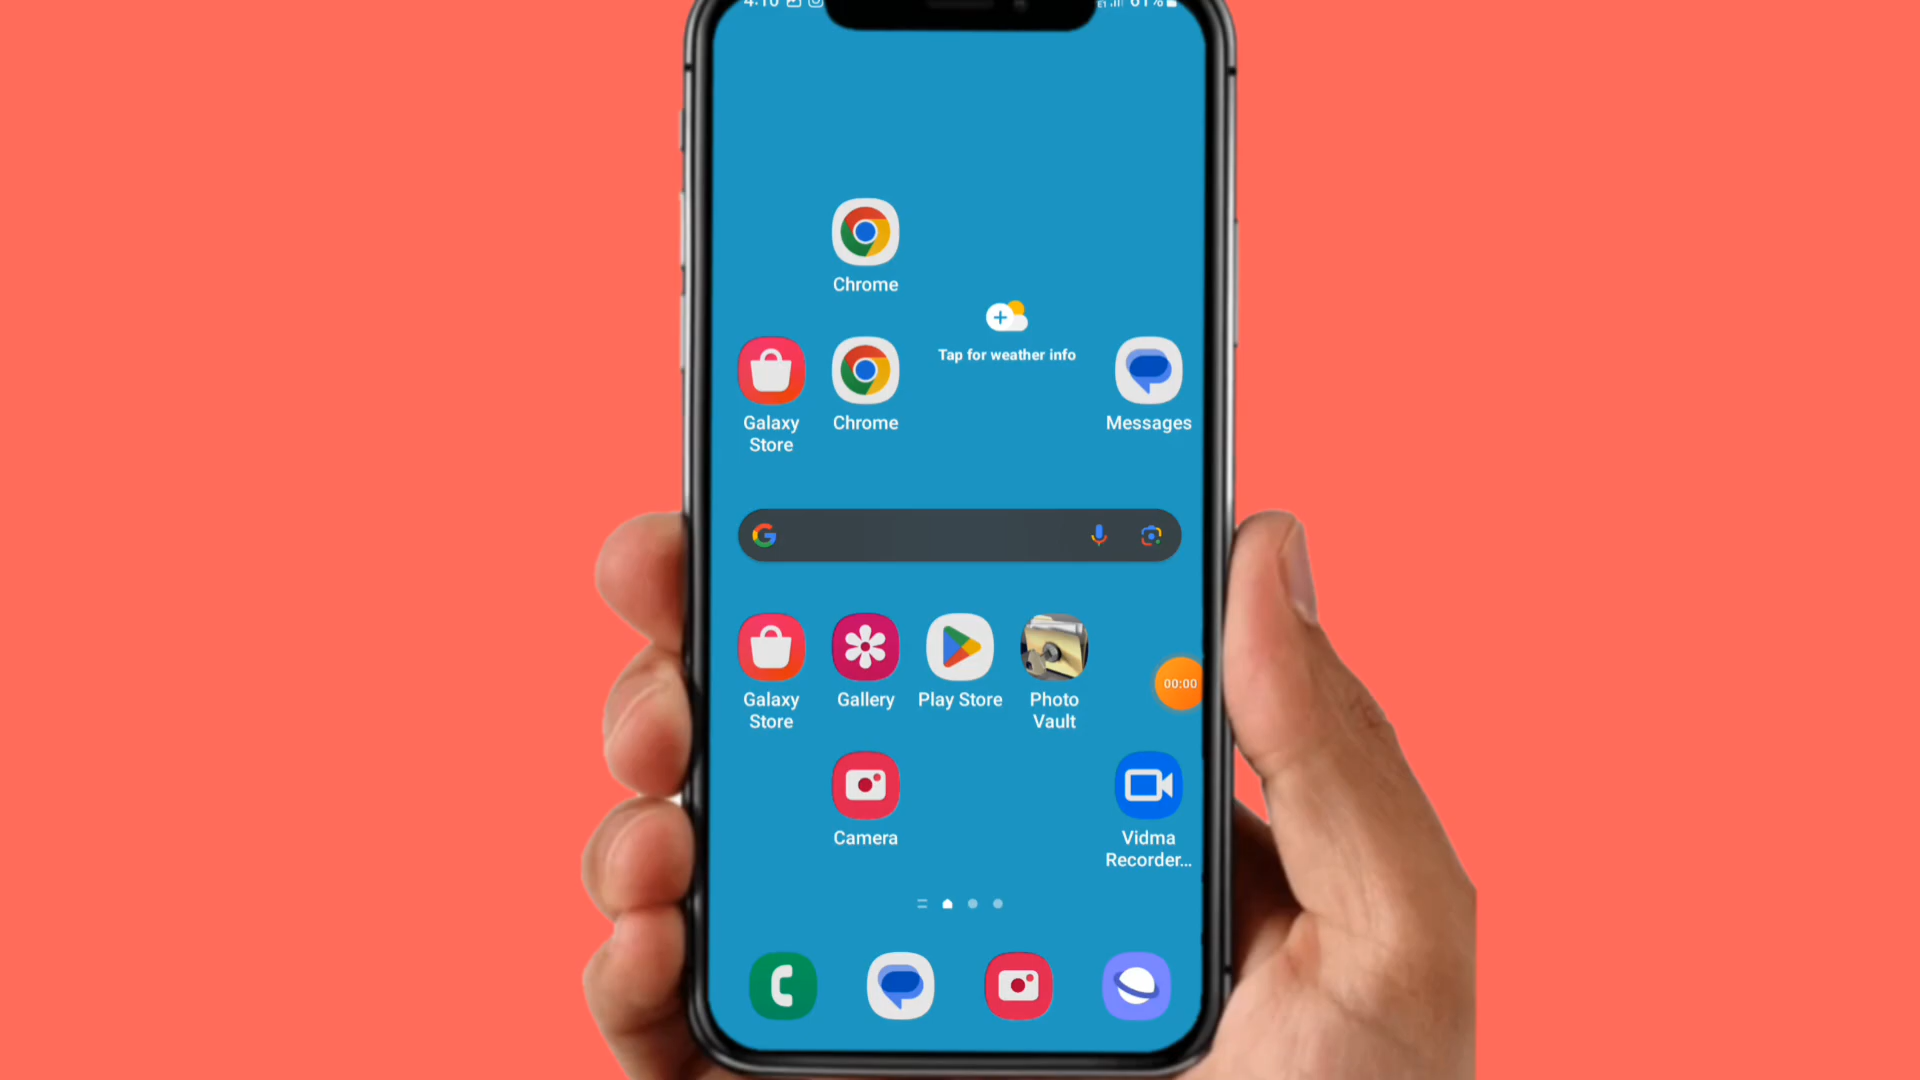 Chrome
Tap for weather info
Galaxy
Store
Chrome
Messages
Galaxy
Store
Gallery
Play Store
Photo
Vault
00:00
Camera
Vidma
Recorder...